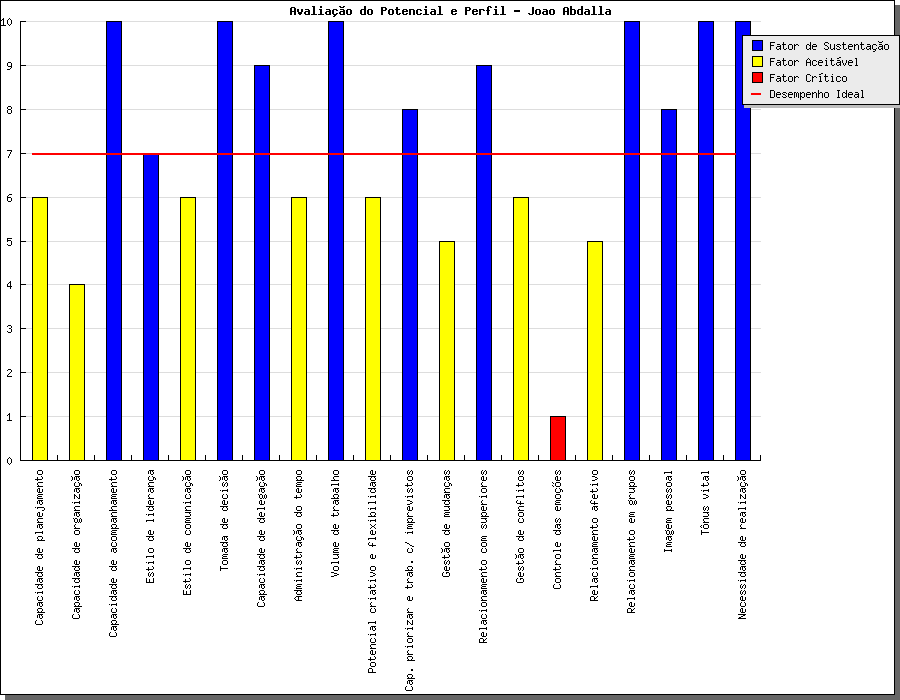 Avaliação do Potencial e Perfil - Joao Abdalla
Fator de Sustentação
Fator Aceitável
Fator Crítico
Desempenho Ideal
10
9
8
7
6
5
4
3
2
1
0
Capacidade de planejamento
Capacidade de organização
Capacidade de acompanhamento
Estilo de liderança
Estilo de comunicação
Tomada de decisão
Capacidade de delegação
Administração do tempo
Volume de trabalho
Potencial criativo e flexibilidade
Cap. priorizar e trab. c/ imprevistos
Gestão de mudanças
Relacionamento com superiores
Gestão de conflitos
Controle das emoções
Relacionamento afetivo
Relacionamento em grupos
Imagem pessoal
Tônus vital
Necessidade de realização